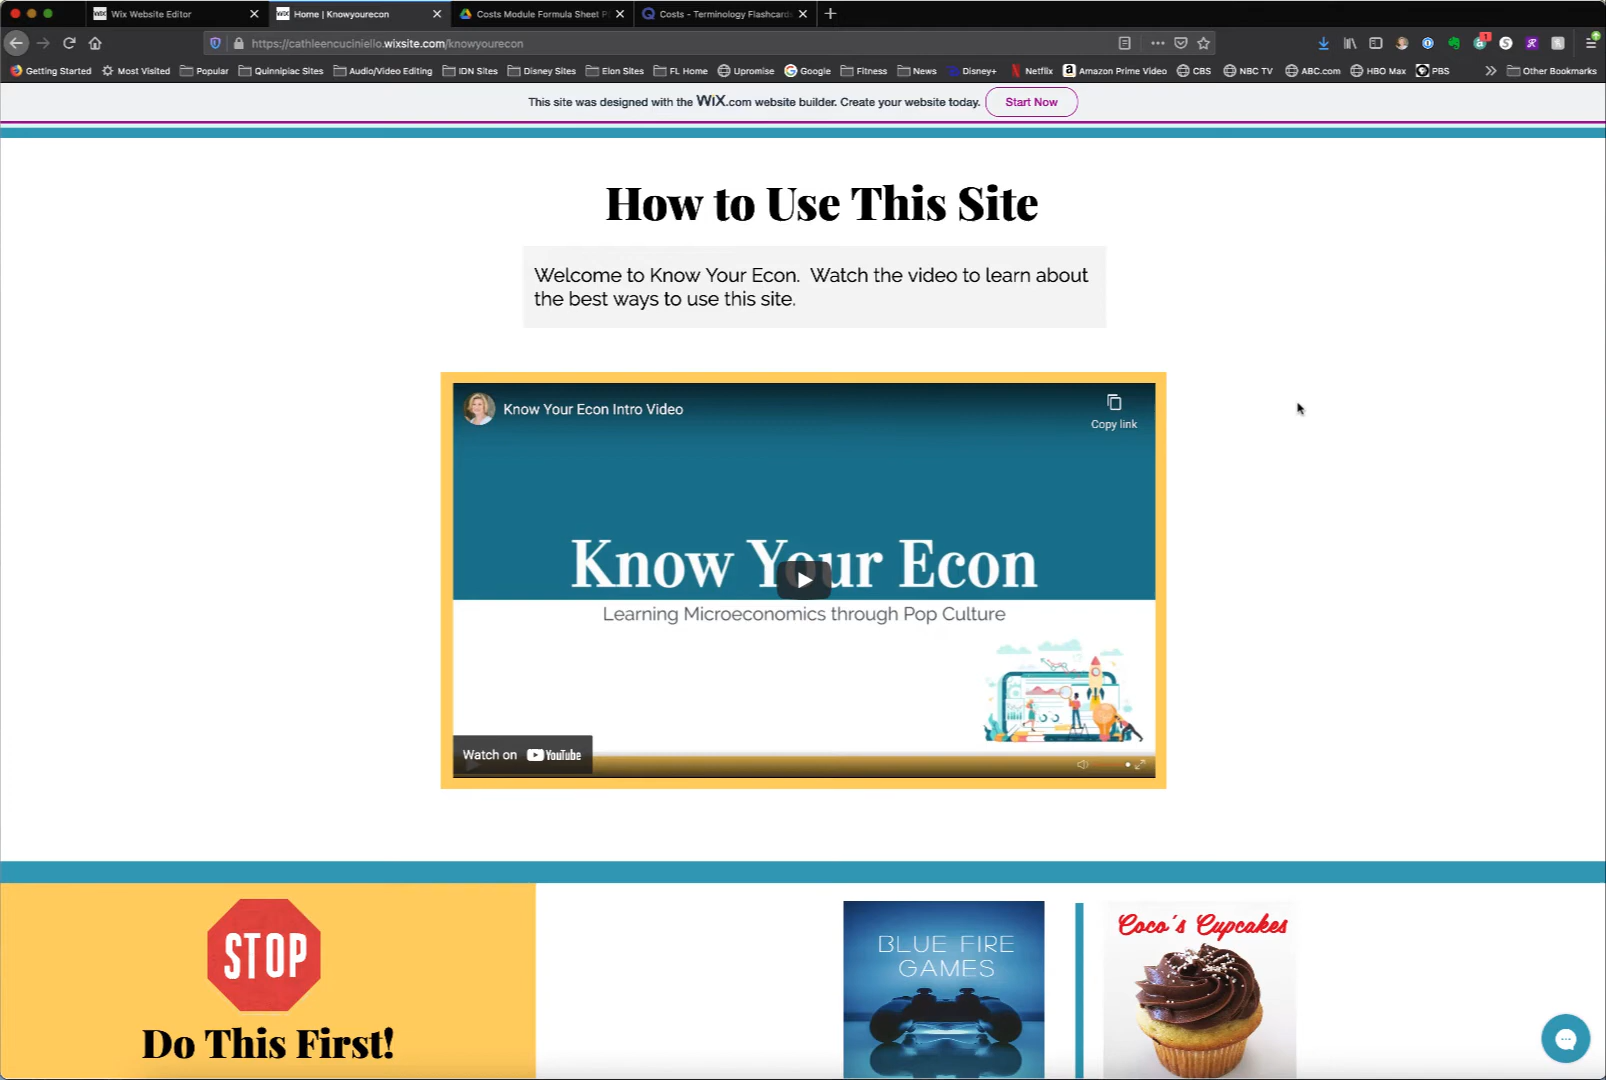 Wix Website Editor
Home | Knowyourecon
Costs Module Formula Sheet
Costs - Terminology Flashcards
https://cathleencuciniello.wixsite.com/knowyourecon
Getting Started
Most Visited
Popular
Quinnipiac Sites
Audio/Video Editing
IDN Sites
Disney Sites
Elon Sites
FL Home
Upromise
Google
Fitness
News
Disney+
Netflix
Amazon Prime Video
CBS
NBC TV
ABC.com
HBO Max
PBS
Other Bookmarks
This site was designed with the WiX.com website builder. Create your website today.
Start Now
How to Use This Site
Welcome to Know Your Econ. Watch the video to learn about
the best ways to use this site.
Know Your Econ Intro Video
Copy link
Know Your Econ
Learning Microeconomics through Pop Culture
Watch on YouTube
STOP
Do This First!
BLUE FIRE
GAMES
Coco's Cupcakes